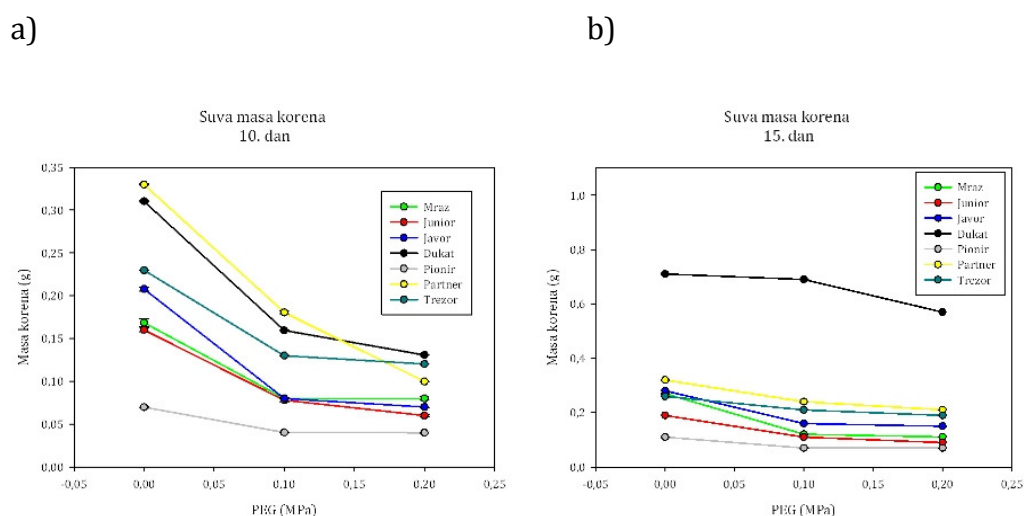 a)
b)
Suva masa korena
10. dan
Masa korena (g)
0,35
0,30
0,25
0,20
0,15
0,10
0,05
0,00
-0,05 0,00 0,05 0,10 0,15 0,20 0,25
PEG (MPa)
Mraz
Junior
Javor
Dukat
Pionir
Partner
Trezor
Suva masa korena
15. dan
Masa korena (g)
1,0
0,8
0,6
0,4
0,2
0,0
-0,05 0,00 0,05 0,10 0,15 0,20 0,25
PEG (MPa)
Mraz
Junior
Javor
Dukat
Pionir
Partner
Trezor